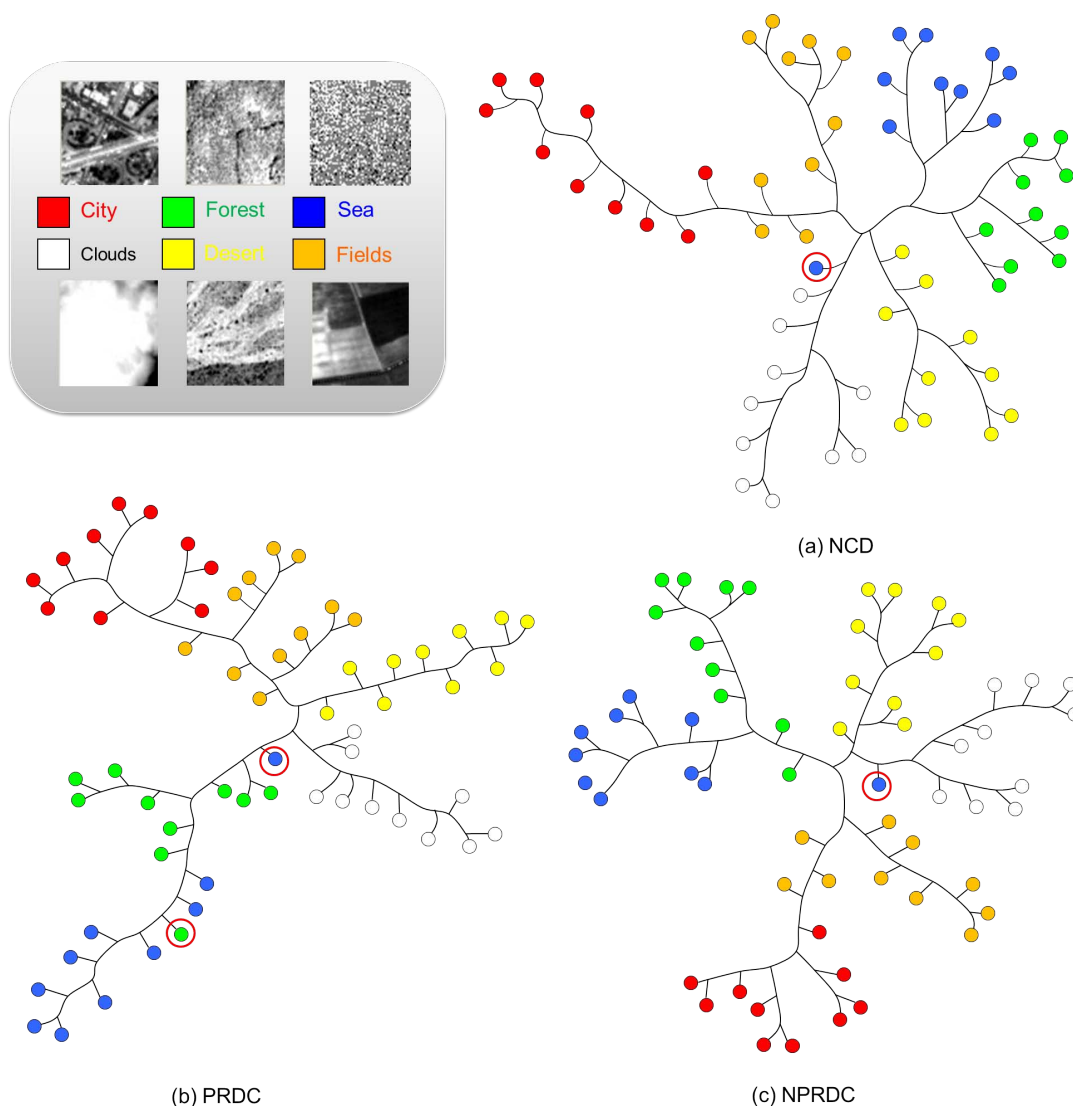 City Forest Sea
Clouds Desert Fields
(a) NCD
(b) PRDC
(c) NPRDC